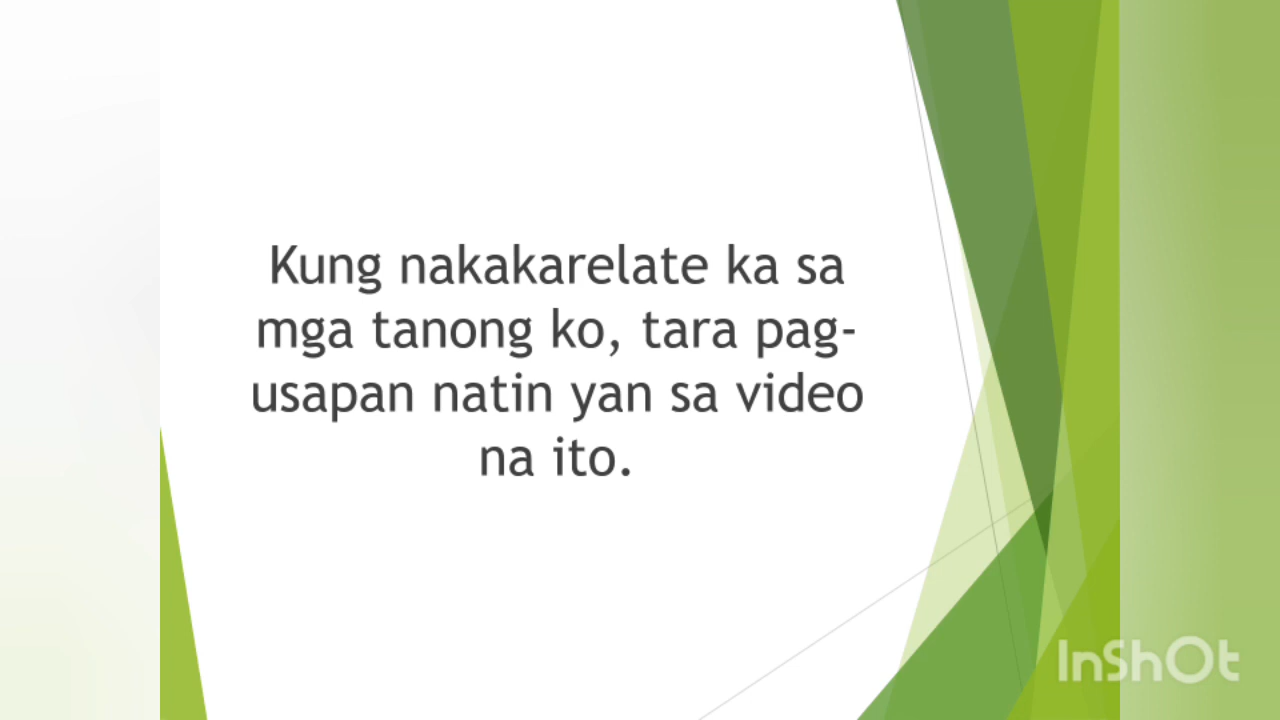 Kung nakakarelate ka sa
mga tanong ko, tara pag-
usapan natin yan sa video
na ito.
InShOt